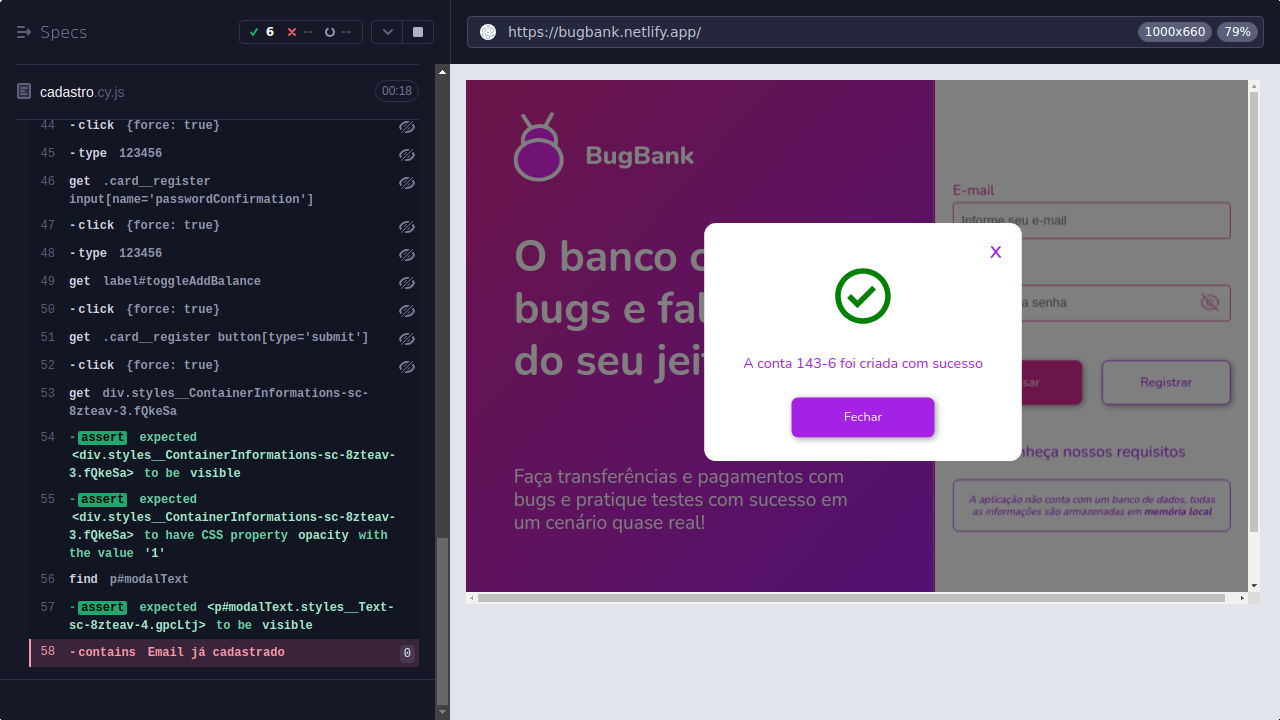 Specs
6 -- --
https://bugbank.netlify.app/
1000x660 79%
cadastro.cy.js 00:18
44 -click {force: true}
45 -type 123456
46 get .card__register
input[name='passwordConfirmation']
47 -click {force: true}
48 -type 123456
49 get label#toggleAddBalance
50 -click {force: true}
51 get .card__register button[type='submit']
52 -click {force: true}
53 get div.styles__ContainerInformations-sc-
8zteav-3.fQkeSa
54 -assert expected
<div.styles__ContainerInformations-sc-8zteav-
3.fQkeSa> to be visible
55 -assert expected
<div.styles__ContainerInformations-sc-8zteav-
3.fQkeSa> to have CSS property opacity with
the value '1'
56 find p#modalText
57 -assert expected <p#modalText.styles__Text-
sc-8zteav-4.gpcLtj> to be visible
58 -contains Email já cadastrado 0
BugBank
O banco c
bugs e fal
do seu jei
Faça transferências e pagamentos com
bugs e pratique testes com sucesso em
um cenário quase real!
E-mail
Informe seu e-mail
a senha
sar
Registrar
nheça nossos requisitos
A aplicação não conta com um banco de dados, todas
as informações são armazenadas em memória local
X
A conta 143-6 foi criada com sucesso
Fechar